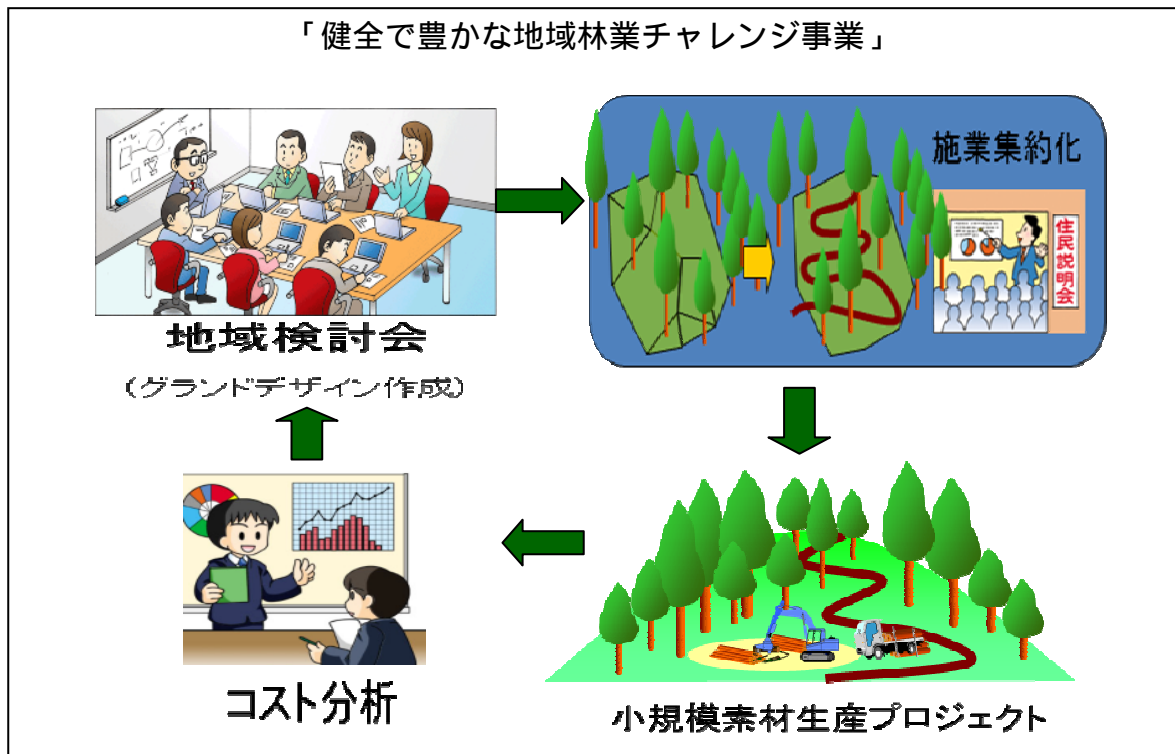 「健全で豊かな地域林業チャレンジ事業」
施業集約化
住民説明会
地域検討会
(グランドデザイン作成)
コスト分析
小規模素材生産プロジェクト